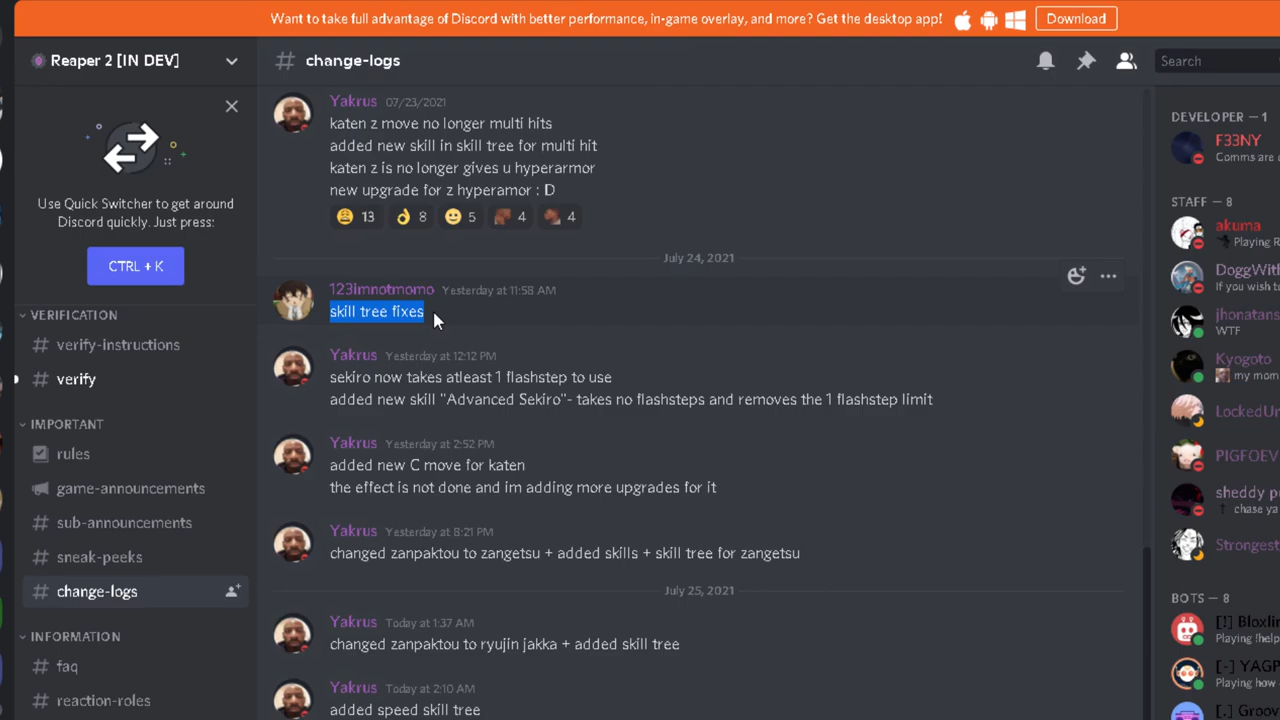 Want to take full advantage of Discord with better performance, in-game overlay, and more? Get the desktop app!
Download
Reaper 2 [IN DEV]
Use Quick Switcher to get around
Discord quickly. Just press:
CTRL + K
VERIFICATION
verify-instructions
verify
IMPORTANT
rules
game-announcements
sub-announcements
sneak-peeks
change-logs
INFORMATION
faq
reaction-roles
# change-logs
Search
Yakrus 07/23/2021
katen z move no longer multi hits
added new skill in skill tree for multi hit
katen z is no longer gives u hyperarmor
new upgrade for z hyperamor : D
13 8 5 4 4
July 24, 2021
123imnotmomo Yesterday at 11:58 AM
skill tree fixes
Yakrus Yesterday at 12:12 PM
sekiro now takes atleast 1 flashstep to use
added new skill "Advanced Sekiro"- takes no flashsteps and removes the 1 flashstep limit
Yakrus Yesterday at 2:52 PM
added new C move for katen
the effect is not done and im adding more upgrades for it
Yakrus Yesterday at 8:21 PM
changed zanpaktou to zangetsu + added skills + skill tree for zangetsu
July 25, 2021
Yakrus Today at 1:37 AM
changed zanpaktou to ryujin jakka + added skill tree
Yakrus Today at 2:10 AM
added speed skill tree
DEVELOPER — 1
F33NY
Comms are
STAFF — 8
akuma
Playing R
DoggWith
If you wish
jhonatans
WTF
Kyogoto
my mom
LockedUn
PIGFOEV
sheddy p
chase ya
Strongest
BOTS — 8
[!] Bloxlin
Playing !help
[-] YAGP
Playing how
[.] Groov